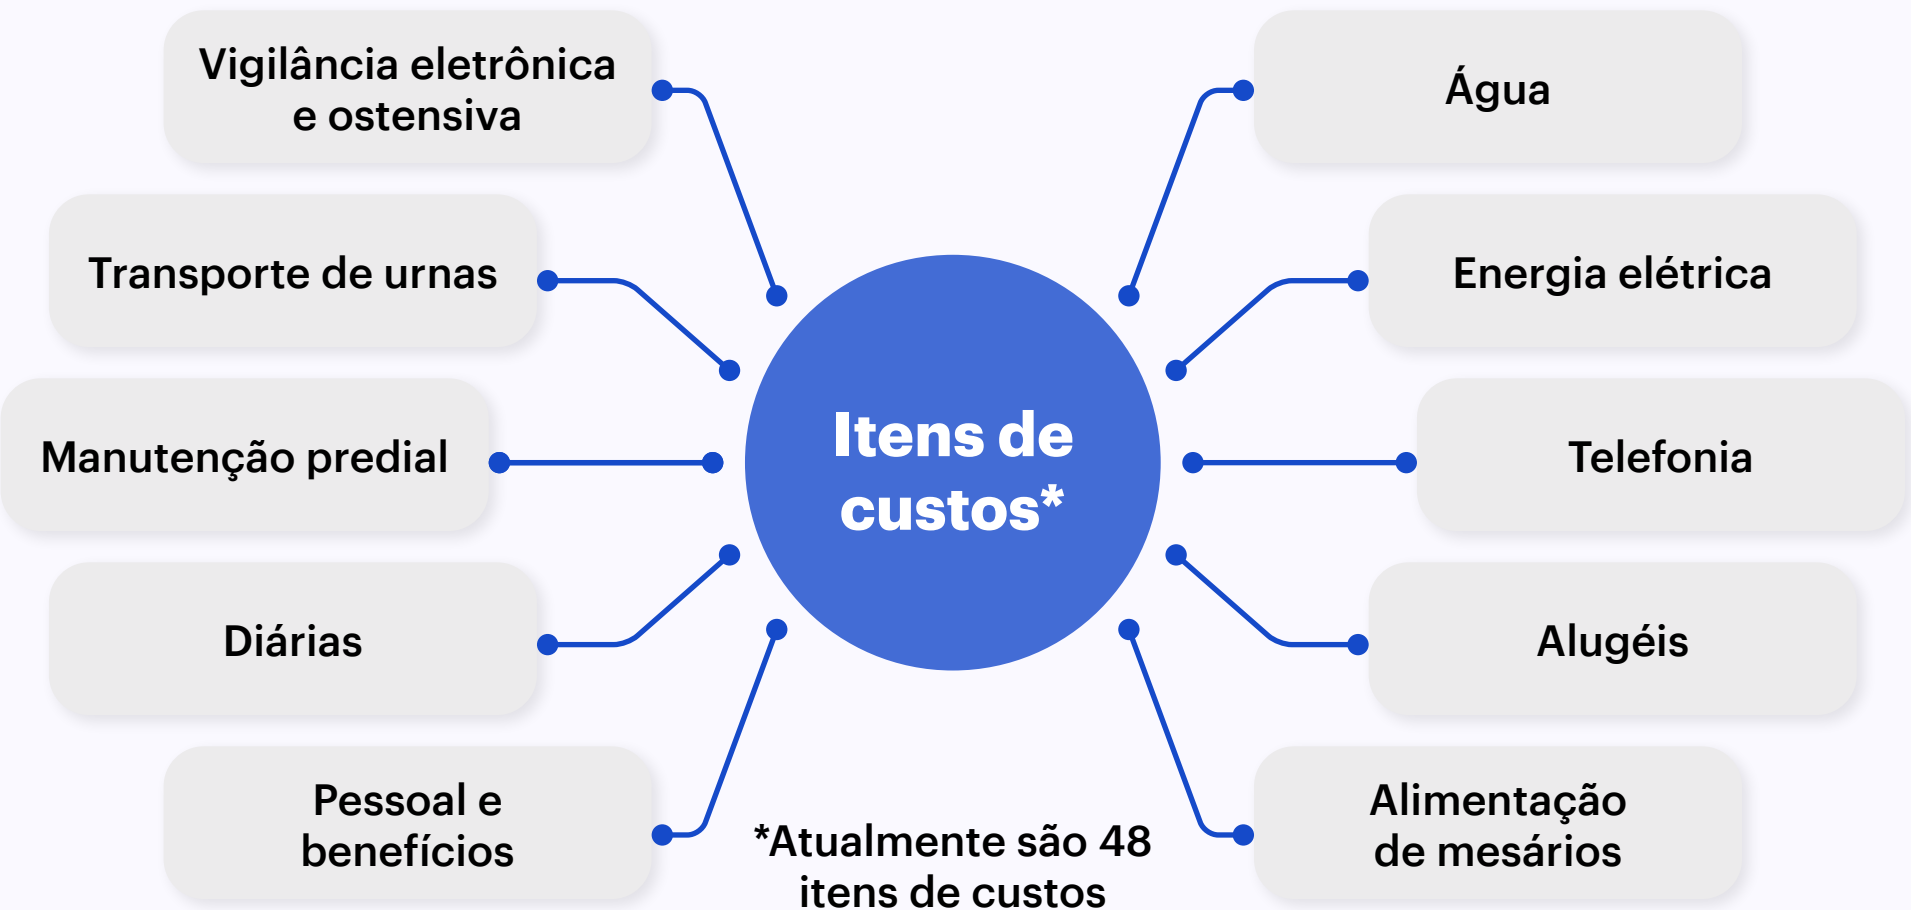 Vigilância eletrônica
e ostensiva
Transporte de urnas
Manutenção predial
Diárias
Pessoal e
benefícios
Itens de
custos*
*Atualmente são 48
itens de custos
Água
Energia elétrica
Telefonia
Alugéis
Alimentação
de mesários